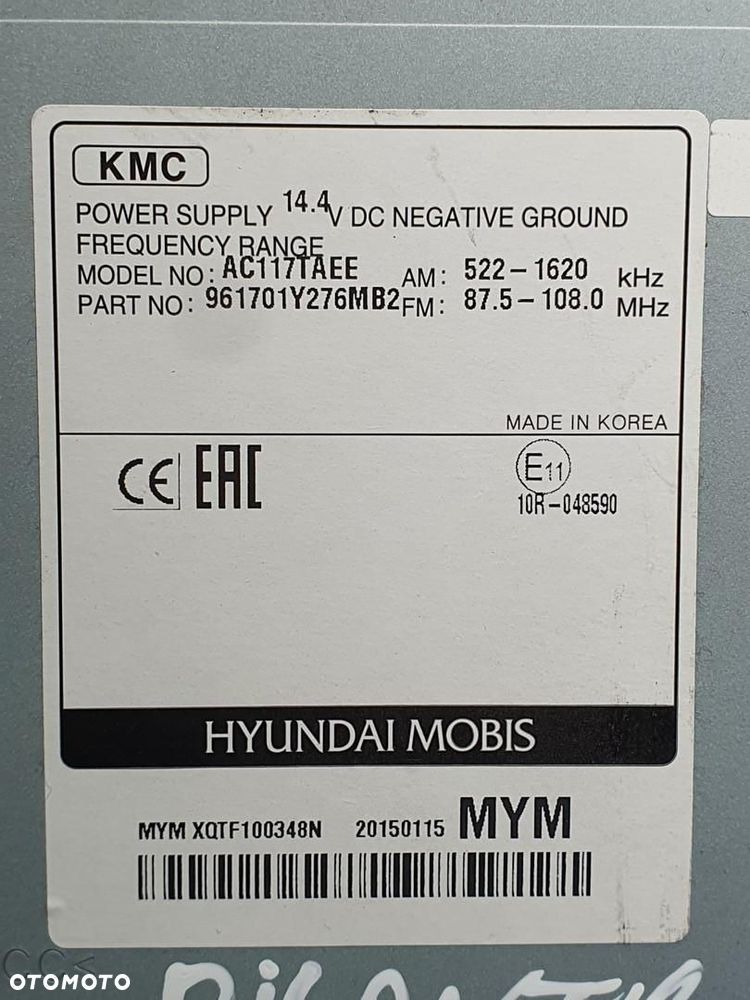 KMC
POWER SUPPLY 14.4V DC NEGATIVE GROUND
FREQUENCY RANGE
MODEL NO: AC117TAEE AM: 522-1620 kHz
PART NO: 961701Y276MB2 FM: 87.5-108.0 MHz
MADE IN KOREA
CE EAC E11
10R-048590
HYUNDAI MOBIS
MYM XQTF100348N 20150115 MYM
OTOMOTO